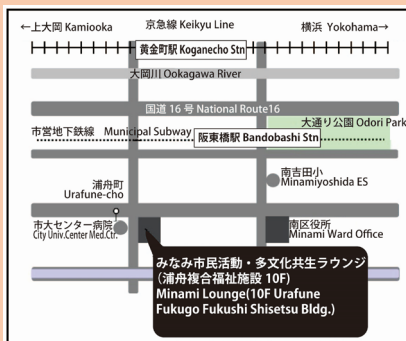 ←上大岡 Kamiooka 京急線 Keikyu Line 横浜 Yokohama→
黄金町駅 Koganecho Stn
大岡川 Ookagawa River
国道 16 号 National Route16
大通り公園 Odori Park
市営地下鉄線 Municipal Subway
阪東橋駅 Bandobashi Stn
南吉田小
Minamiyoshida ES
浦舟町
Urafune-cho
市大センター病院
City Univ.Center Med.Ctr.
南区役所
Minami Ward Office
みなみ市民活動・多文化共生ラウンジ
(浦舟複合福祉施設 10F)
Minami Lounge(10F Urafune
Fukugo Fukushi Shisetsu Bldg.)